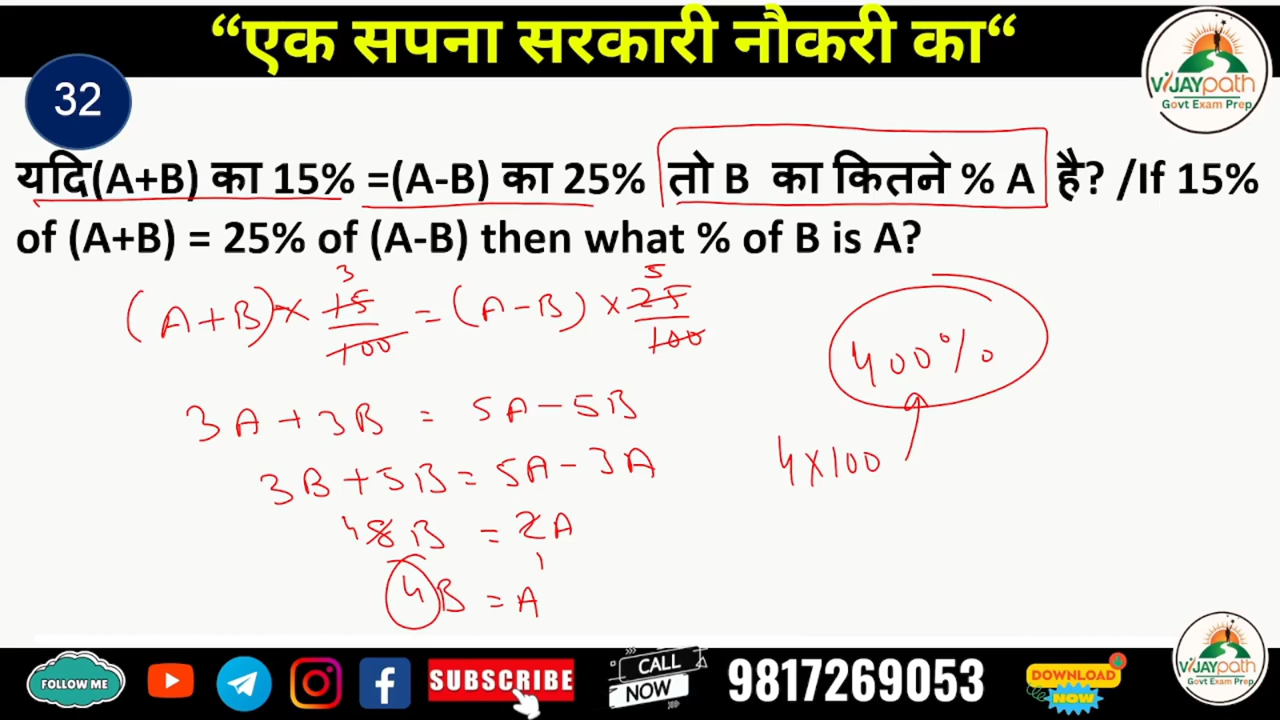 “एक सपना सरकारी नौकरी का“
ViJAYpath
Govt Exam Prep
32
यदि(A+B) का 15% =(A-B) का 25% तो B का कितने % A है? /If 15%
of (A+B) = 25% of (A-B) then what % of B is A?
3 5
(A+B) × 15/100 = (A-B) × 25/100
400%
3A + 3B = 5A - 5B
4×100
3B + 5B = 5A - 3A
4 8B = 2A
1
4B = A
FOLLOW ME
SUBSCRIBE
CALL
NOW
9817269053
DOWNLOAD
NOW
ViJAYpath
Govt Exam Prep